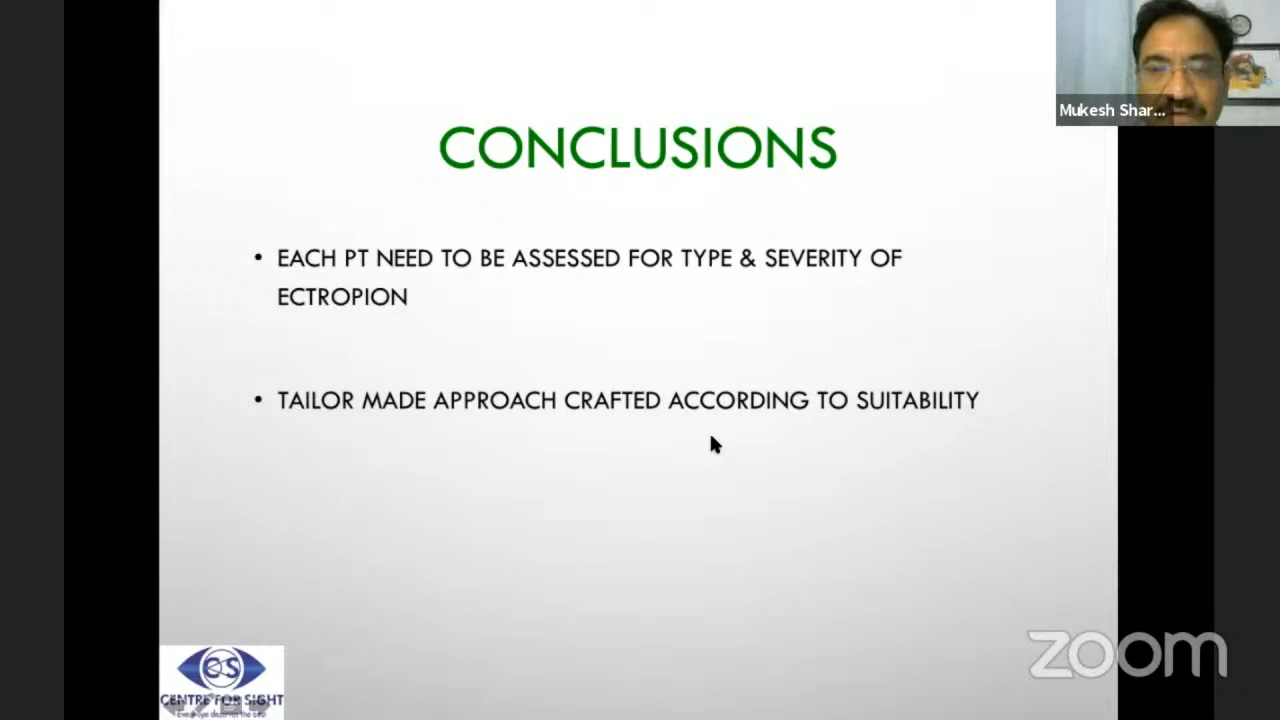 Mukesh Shar...
CONCLUSIONS
• EACH PT NEED TO BE ASSESSED FOR TYPE & SEVERITY OF
ECTROPION
• TAILOR MADE APPROACH CRAFTED ACCORDING TO SUITABILITY
CENTRE FOR SIGHT
zoom